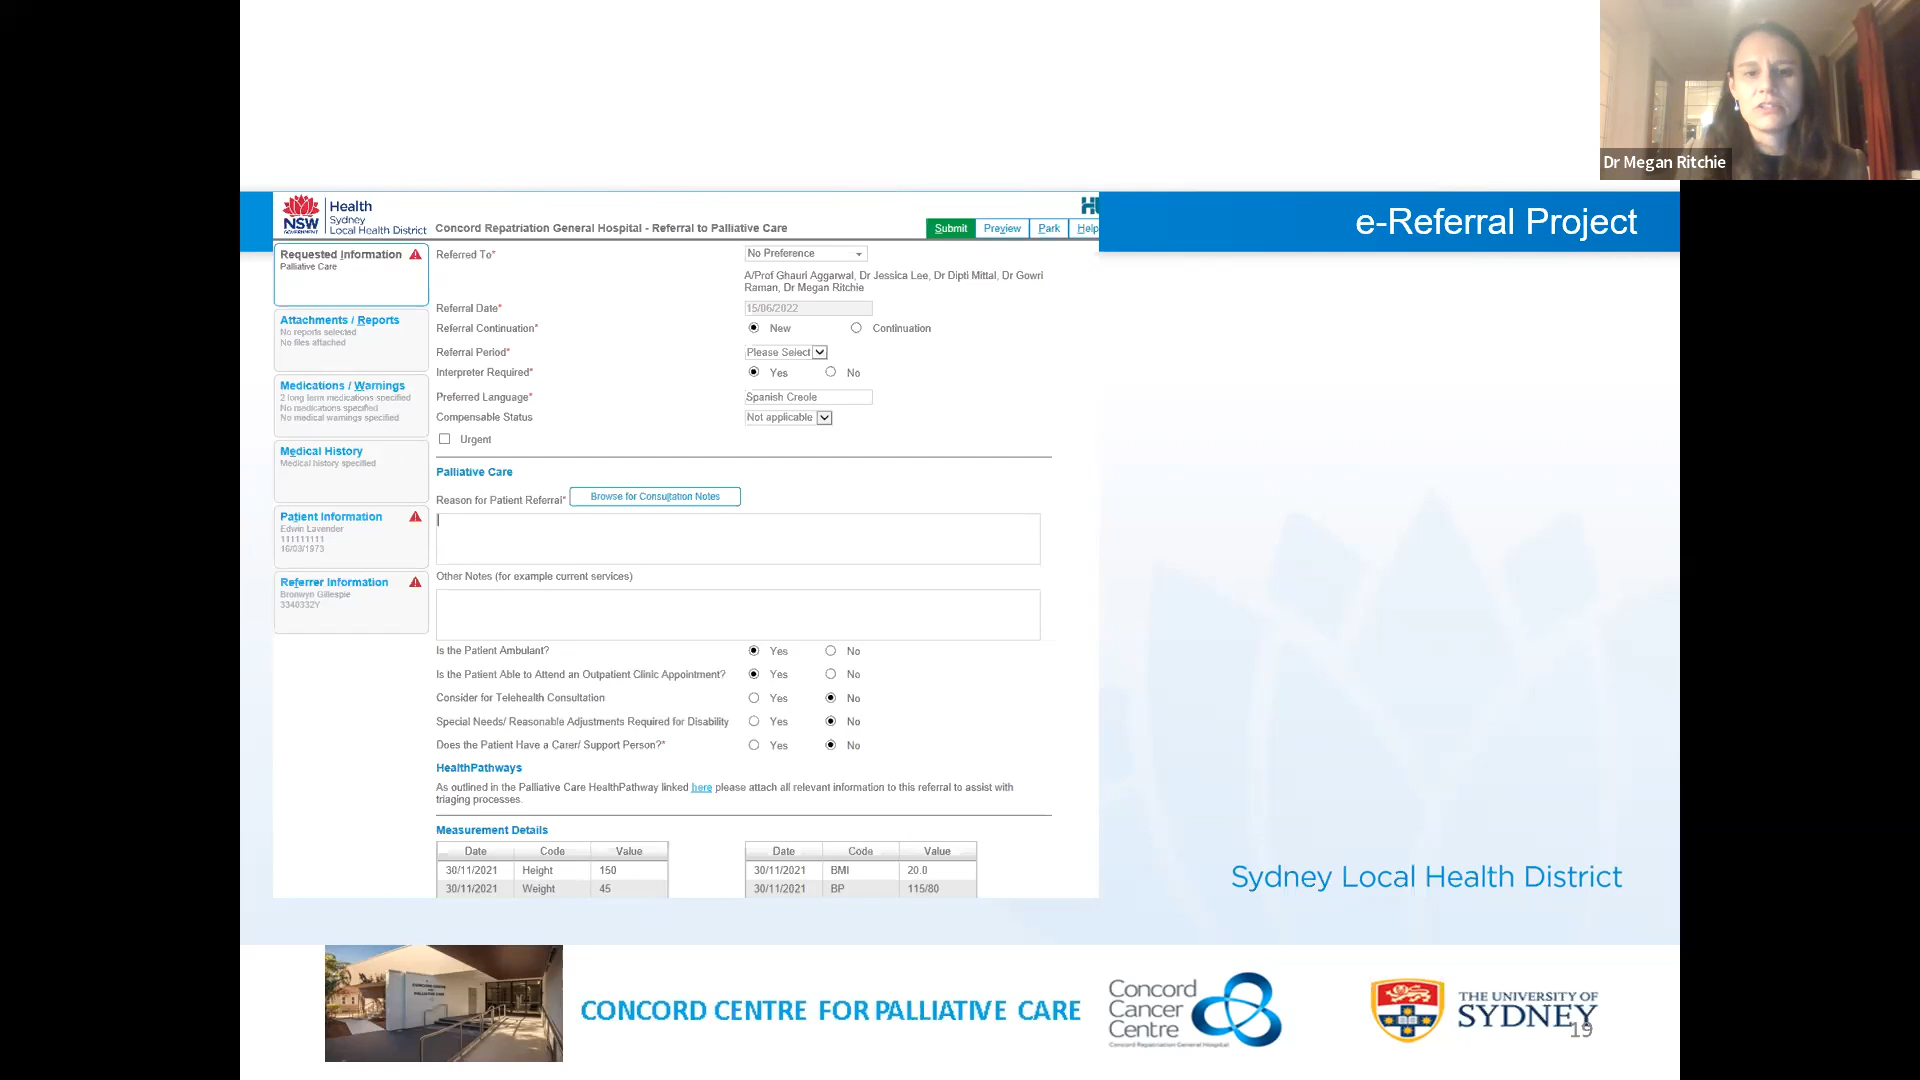 Dr Megan Ritchie
e-Referral Project
NSW
GOVERNMENT
Health
Sydney
Local Health District
Concord Repatriation General Hospital - Referral to Palliative Care
Submit
Preview
Park
Help
Requested Information
Palliative Care
Attachments / Reports
No reports selected
No files attached
Medications / Warnings
2 long term medications specified
No medications specified
No medical warnings specified
Medical History
Medical history specified
Patient Information
Edwin Lavender
111111111
16/03/1973
Referrer Information
Bronwyn Gillespie
3340332Y
Referred To*
No Preference
A/Prof Ghauri Aggarwal, Dr Jessica Lee, Dr Dipti Mittal, Dr Gowri
Raman, Dr Megan Ritchie
Referral Date*
15/06/2022
Referral Continuation*
New
Continuation
Referral Period*
Please Select
Interpreter Required*
Yes
No
Preferred Language*
Spanish Creole
Compensable Status
Not applicable
Urgent
Palliative Care
Reason for Patient Referral*
Browse for Consultation Notes
Other Notes (for example current services)
Is the Patient Ambulant?
Yes
No
Is the Patient Able to Attend an Outpatient Clinic Appointment?
Yes
No
Consider for Telehealth Consultation
Yes
No
Special Needs/ Reasonable Adjustments Required for Disability
Yes
No
Does the Patient Have a Carer/ Support Person?*
Yes
No
HealthPathways
As outlined in the Palliative Care HealthPathway linked here please attach all relevant information to this referral to assist with
triaging processes.
Measurement Details
Date Code Value
30/11/2021 Height 150
30/11/2021 Weight 45
Date Code Value
30/11/2021 BMI 20.0
30/11/2021 BP 115/80
Sydney Local Health District
CONCORD CENTRE
PALLIATIVE CARE
CONCORD CENTRE FOR PALLIATIVE CARE
Concord
Cancer
Centre
Concord Repatriation General Hospital
THE UNIVERSITY OF
SYDNEY
19